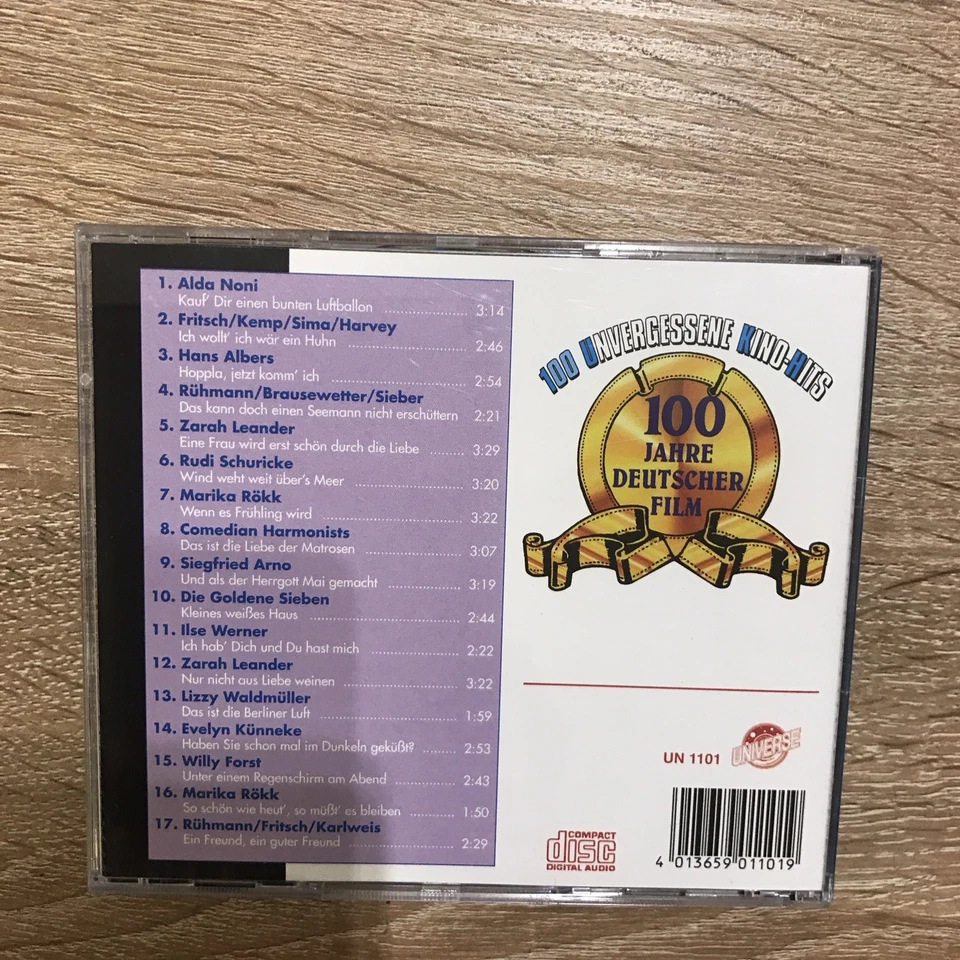 1. Alda Noni
Kauf' Dir einen bunten Luftballon 3:14
2. Fritsch/Kemp/Sima/Harvey
Ich wollt' ich wär ein Huhn 2:46
3. Hans Albers
Hoppla, jetzt komm' ich 2:54
4. Rühmann/Brausewetter/Sieber
Das kann doch einen Seemann nicht erschüttern 2:21
5. Zarah Leander
Eine Frau wird erst schön durch die Liebe 3:29
6. Rudi Schuricke
Wind weht weit über's Meer 3:20
7. Marika Rökk
Wenn es Frühling wird 3:22
8. Comedian Harmonists
Das ist die Liebe der Matrosen 3:07
9. Siegfried Arno
Und als der Herrgott Mai gemacht 3:19
10. Die Goldene Sieben
Kleines weißes Haus 2:44
11. Ilse Werner
Ich hab' Dich und Du hast mich 2:22
12. Zarah Leander
Nur nicht aus Liebe weinen 3:22
13. Lizzy Waldmüller
Das ist die Berliner Luft 1:59
14. Evelyn Künneke
Haben Sie schon mal im Dunkeln geküßt? 2:53
15. Willy Forst
Unter einem Regenschirm am Abend 2:43
16. Marika Rökk
So schön wie heut', so müßt' es bleiben 1:50
17. Rühmann/Fritsch/Karlweis
Ein Freund, ein guter Freund 2:29
100 UNVERGESSENE KINO-HITS
100
JAHRE
DEUTSCHER
FILM
UN 1101
UNIVERSE
COMPACT
disc
DIGITAL AUDIO
4 013659 011019